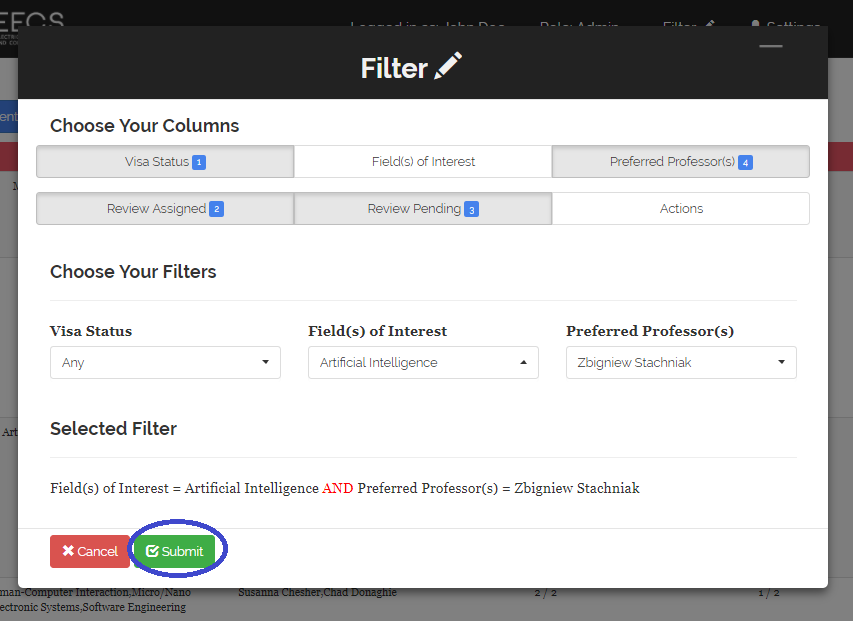 EECS
Logged in as: John Doe Role: Admin Filter Settings
Filter
Choose Your Columns
Visa Status 1 Field(s) of Interest Preferred Professor(s) 4
Review Assigned 2 Review Pending 3 Actions
Choose Your Filters
Visa Status Field(s) of Interest Preferred Professor(s)
Any Artificial Intelligence Zbigniew Stachniak
Selected Filter
Field(s) of Interest = Artificial Intelligence AND Preferred Professor(s) = Zbigniew Stachniak
Cancel Submit
man-Computer Interaction,Micro/Nano Susanna Chesher,Chad Donaghie 2 / 2 1 / 2
ectronic Systems,Software Engineering